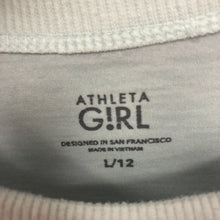 ATHLETA
G!RL
DESIGNED IN SAN FRANCISCO
MADE IN VIETNAM
L/12